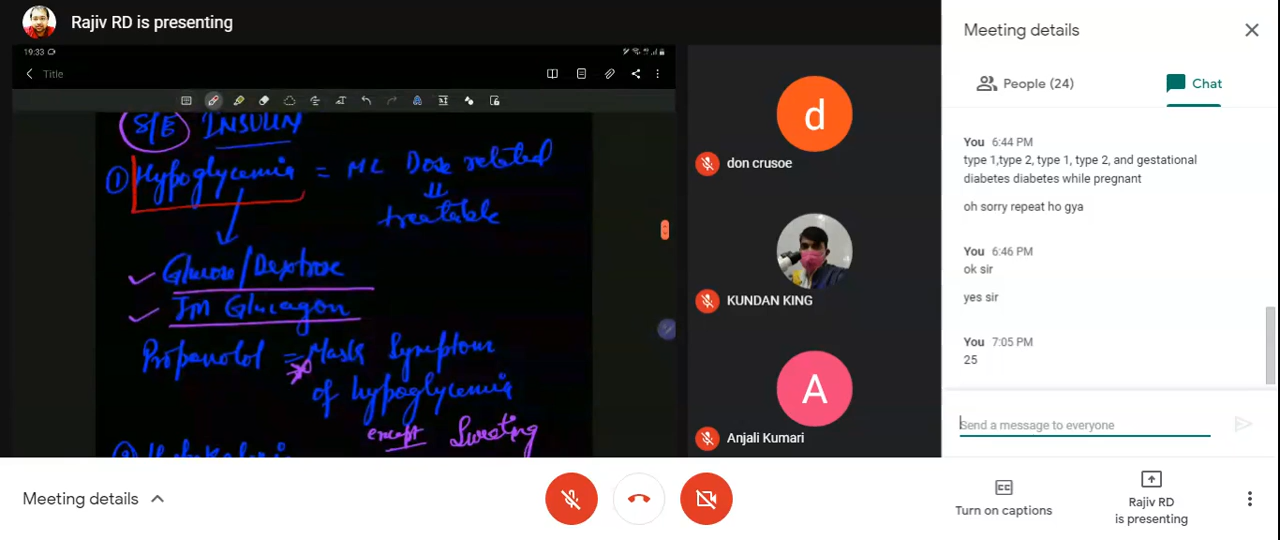 Rajiv RD is presenting
19:33
Title
S/E INSULIN
① Hypoglycemia = MC Dose related
treatable
Glucose/Dextrose
IM Glucagon
Propanolol = Mask Symptom
of hypoglycemia
except Sweating
d
don crusoe
KUNDAN KING
A
Anjali Kumari
Meeting details
People (24)
Chat
You 6:44 PM
type 1,type 2, type 1, type 2, and gestational
diabetes diabetes while pregnant
oh sorry repeat ho gya
You 6:46 PM
ok sir
yes sir
You 7:05 PM
25
Send a message to everyone
Meeting details
CC
Turn on captions
Rajiv RD
is presenting